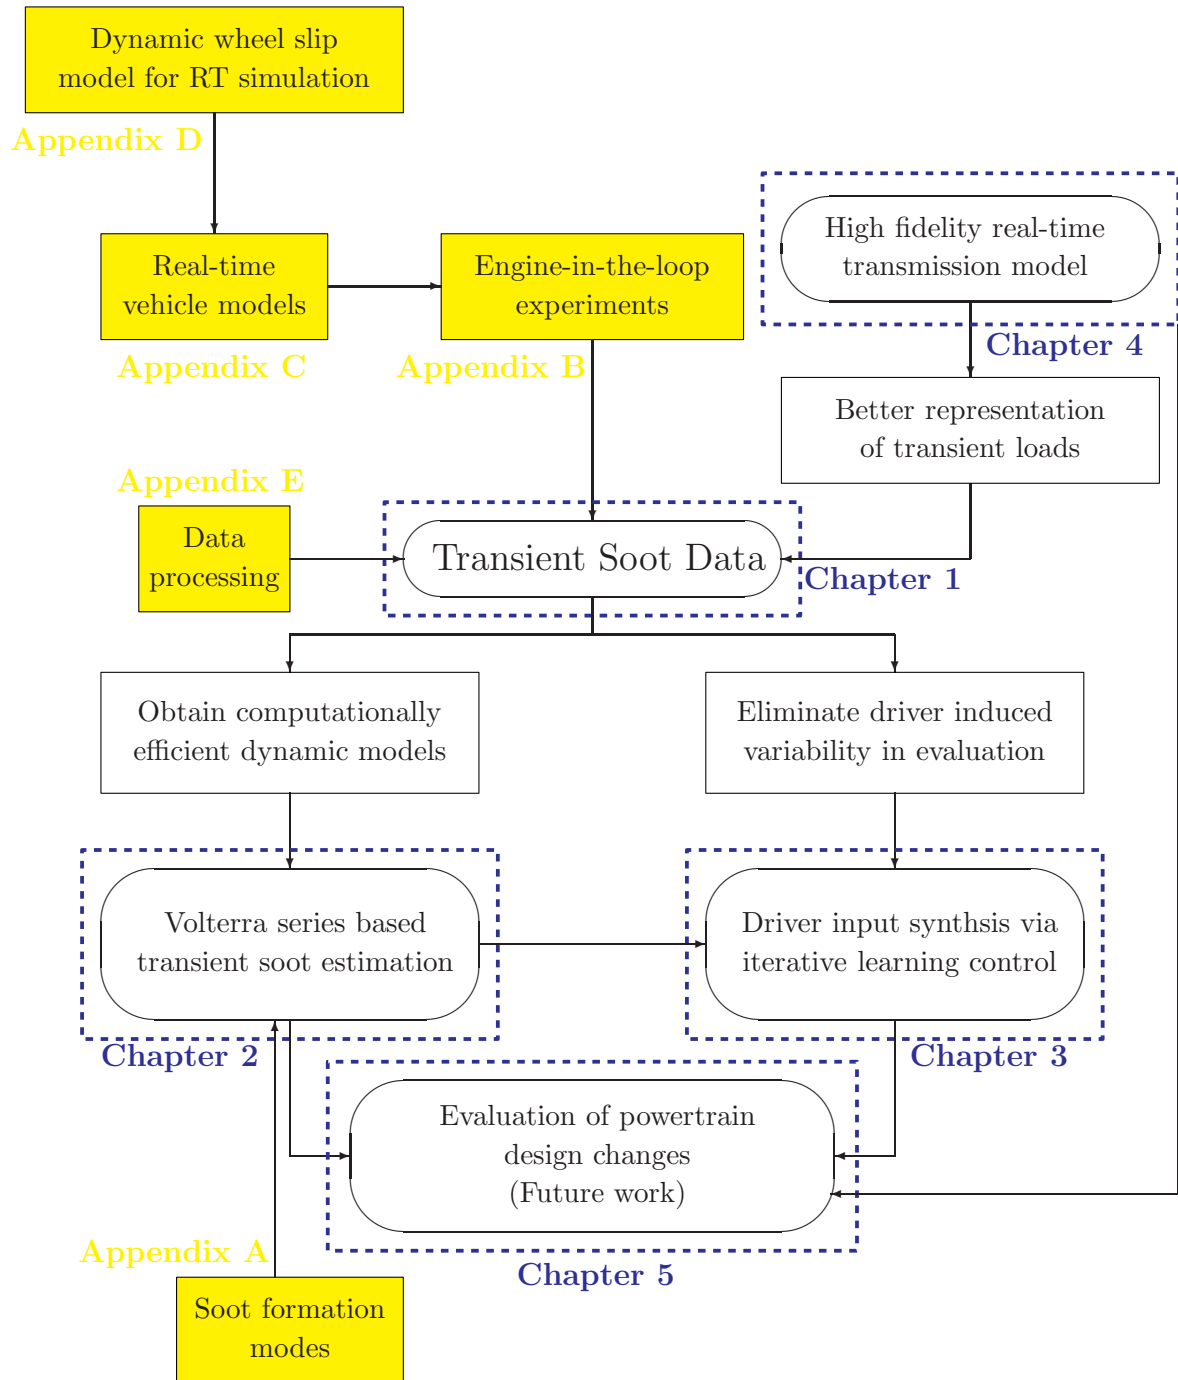 Dynamic wheel slip
model for RT simulation
Appendix D
High fidelity real-time
transmission model
Real-time
vehicle models
Engine-in-the-loop
experiments
Chapter 4
Appendix C
Appendix B
Better representation
of transient loads
Appendix E
Data
processing
Transient Soot Data
Chapter 1
Obtain computationally
efficient dynamic models
Eliminate driver induced
variability in evaluation
Volterra series based
transient soot estimation
Driver input synthsis via
iterative learning control
Chapter 2
Chapter 3
Evaluation of powertrain
design changes
(Future work)
Appendix A
Chapter 5
Soot formation
modes